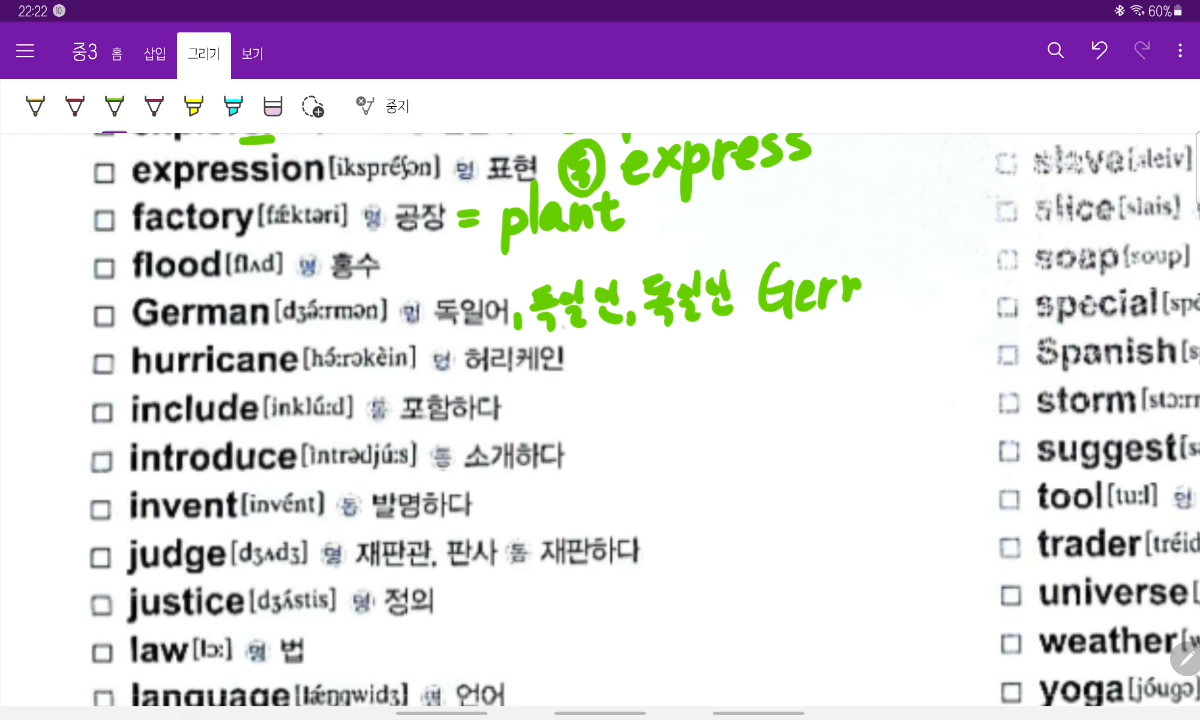 22:22 60%
중3 홈 삽입 그리기 보기
중지
expression[ikspréʃən] 명 표현 동 express
factory[fǽktəri] 명 공장 = plant
flood[flʌd] 명 홍수
German[dʒə́ːrmən] 명 독일어, 독일인, 독일인 Gerr
hurricane[hə́ːrəkèin] 명 허리케인
include[inklúːd] 동 포함하다
introduce[ìntrədjúːs] 동 소개하다
invent[invént] 동 발명하다
judge[dʒʌdʒ] 명 재판관, 판사 동 재판하다
justice[dʒʌ́stis] 명 정의
law[lɔː] 명 법
language[lǽŋgwidʒ] 명 언어
slave[sleiv]
slice[slais]
soap[soup]
special
Spanish
storm
suggest
tool[tuːl] 명
trader
universe
weather
yoga[jóugə]